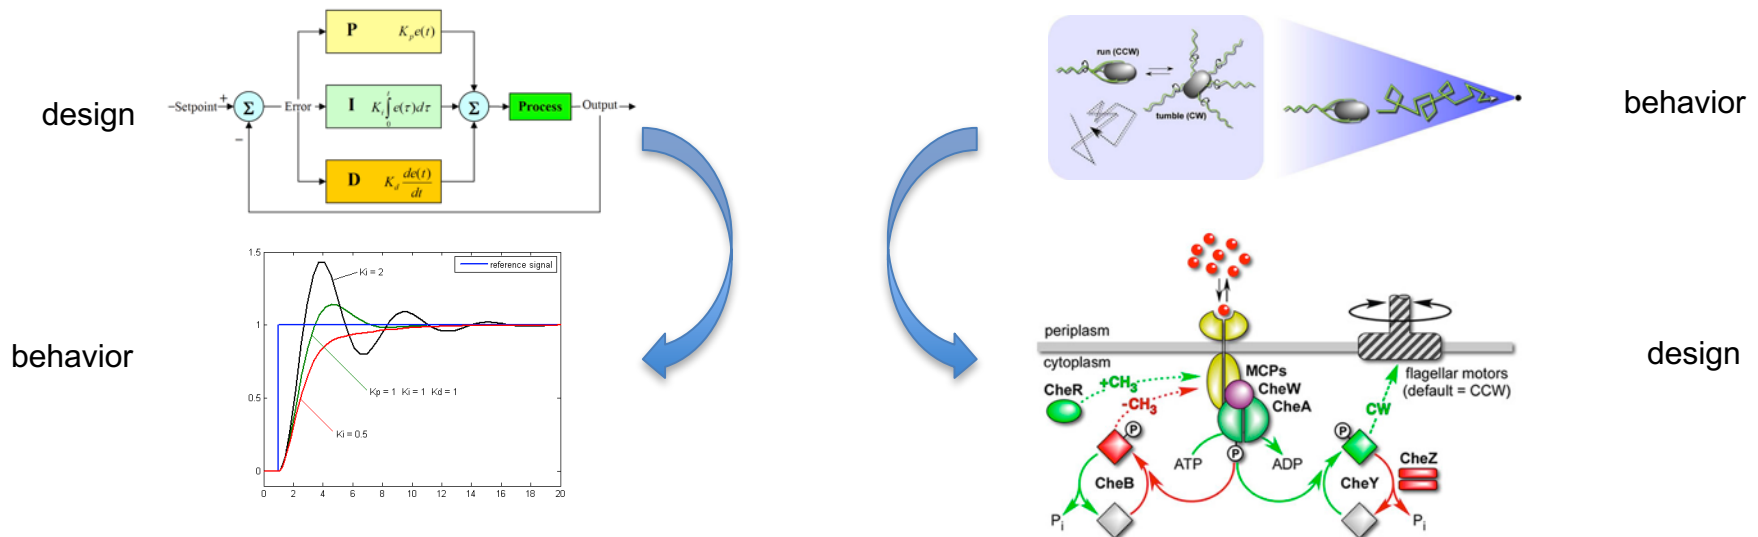 design
−Setpoint
+
−
Σ
Error
P K_p e(t)
I K_i ∫_0^t e(τ)dτ
D K_d de(t)/dt
Σ
Process
Output
behavior
1.5
1
0.5
0
0 2 4 6 8 10 12 14 16 18 20
reference signal
Ki = 2
Kp = 1 Ki = 1 Kd = 1
Ki = 0.5
run (CCW)
tumble (CW)
behavior
periplasm
cytoplasm
MCPs
CheW
CheA
CheR
+CH₃
-CH₃
P
P
P
ATP
ADP
CheB
CheY
CheZ
CW
Pᵢ
Pᵢ
flagellar motors
(default = CCW)
design